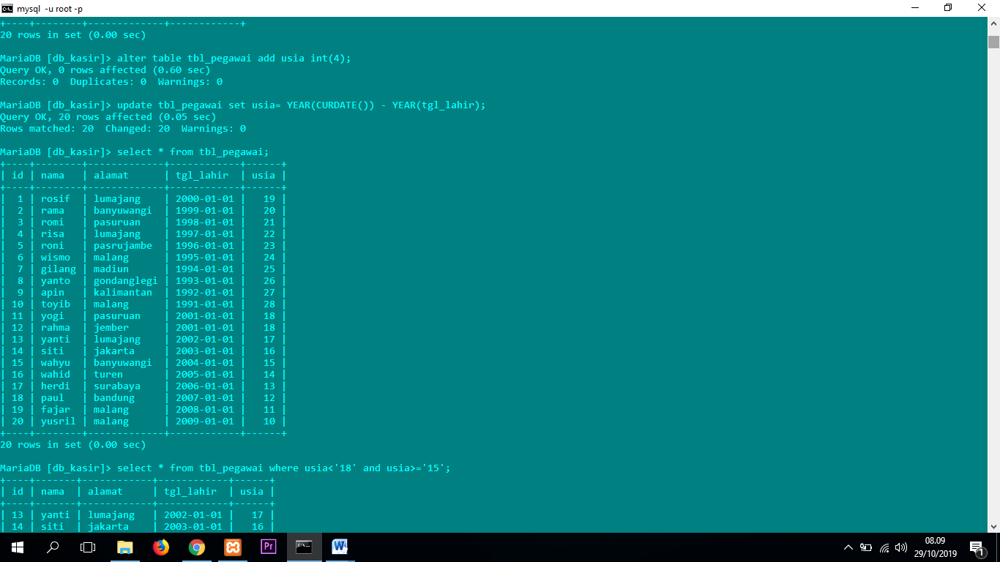 mysql -u root -p
+----+--------+-------------+------------+
20 rows in set (0.00 sec)
MariaDB [db_kasir]> alter table tbl_pegawai add usia int(4);
Query OK, 0 rows affected (0.60 sec)
Records: 0  Duplicates: 0  Warnings: 0
MariaDB [db_kasir]> update tbl_pegawai set usia= YEAR(CURDATE()) - YEAR(tgl_lahir);
Query OK, 20 rows affected (0.05 sec)
Rows matched: 20  Changed: 20  Warnings: 0
MariaDB [db_kasir]> select * from tbl_pegawai;
+----+--------+-------------+------------+------+
| id | nama   | alamat      | tgl_lahir  | usia |
+----+--------+-------------+------------+------+
|  1 | rosif  | lumajang    | 2000-01-01 |   19 |
|  2 | rama   | banyuwangi  | 1999-01-01 |   20 |
|  3 | romi   | pasuruan    | 1998-01-01 |   21 |
|  4 | risa   | lumajang    | 1997-01-01 |   22 |
|  5 | roni   | pasrujambe  | 1996-01-01 |   23 |
|  6 | wismo  | malang      | 1995-01-01 |   24 |
|  7 | gilang | madiun      | 1994-01-01 |   25 |
|  8 | yanto  | gondanglegi | 1993-01-01 |   26 |
|  9 | apin   | kalimantan  | 1992-01-01 |   27 |
| 10 | toyib  | malang      | 1991-01-01 |   28 |
| 11 | yogi   | pasuruan    | 2001-01-01 |   18 |
| 12 | rahma  | jember      | 2001-01-01 |   18 |
| 13 | yanti  | lumajang    | 2002-01-01 |   17 |
| 14 | siti   | jakarta     | 2003-01-01 |   16 |
| 15 | wahyu  | banyuwangi  | 2004-01-01 |   15 |
| 16 | wahid  | turen       | 2005-01-01 |   14 |
| 17 | herdi  | surabaya    | 2006-01-01 |   13 |
| 18 | paul   | bandung     | 2007-01-01 |   12 |
| 19 | fajar  | malang      | 2008-01-01 |   11 |
| 20 | yusril | malang      | 2009-01-01 |   10 |
+----+--------+-------------+------------+------+
20 rows in set (0.00 sec)
MariaDB [db_kasir]> select * from tbl_pegawai where usia<'18' and usia>='15';
+----+-------+------------+------------+------+
| id | nama  | alamat     | tgl_lahir  | usia |
+----+-------+------------+------------+------+
| 13 | yanti | lumajang   | 2002-01-01 |   17 |
| 14 | siti  | jakarta    | 2003-01-01 |   16 |
Pr
W
08.09
29/10/2019
1